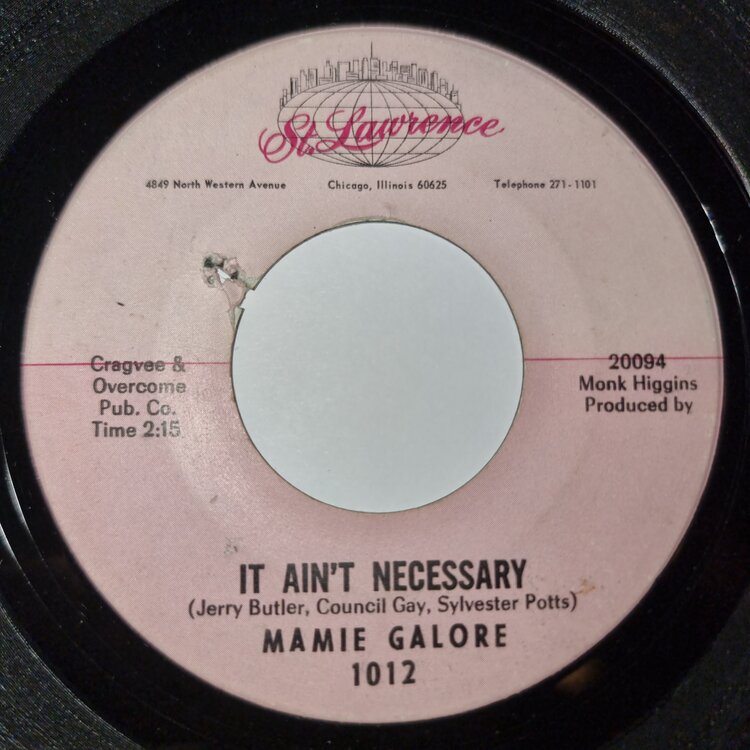 St. Lawrence
4849 North Western Avenue Chicago, Illinois 60625 Telephone 271-1101
Cragvee &
Overcome
Pub. Co.
Time 2:15
20094
Monk Higgins
Produced by
IT AIN'T NECESSARY
(Jerry Butler, Council Gay, Sylvester Potts)
MAMIE GALORE
1012